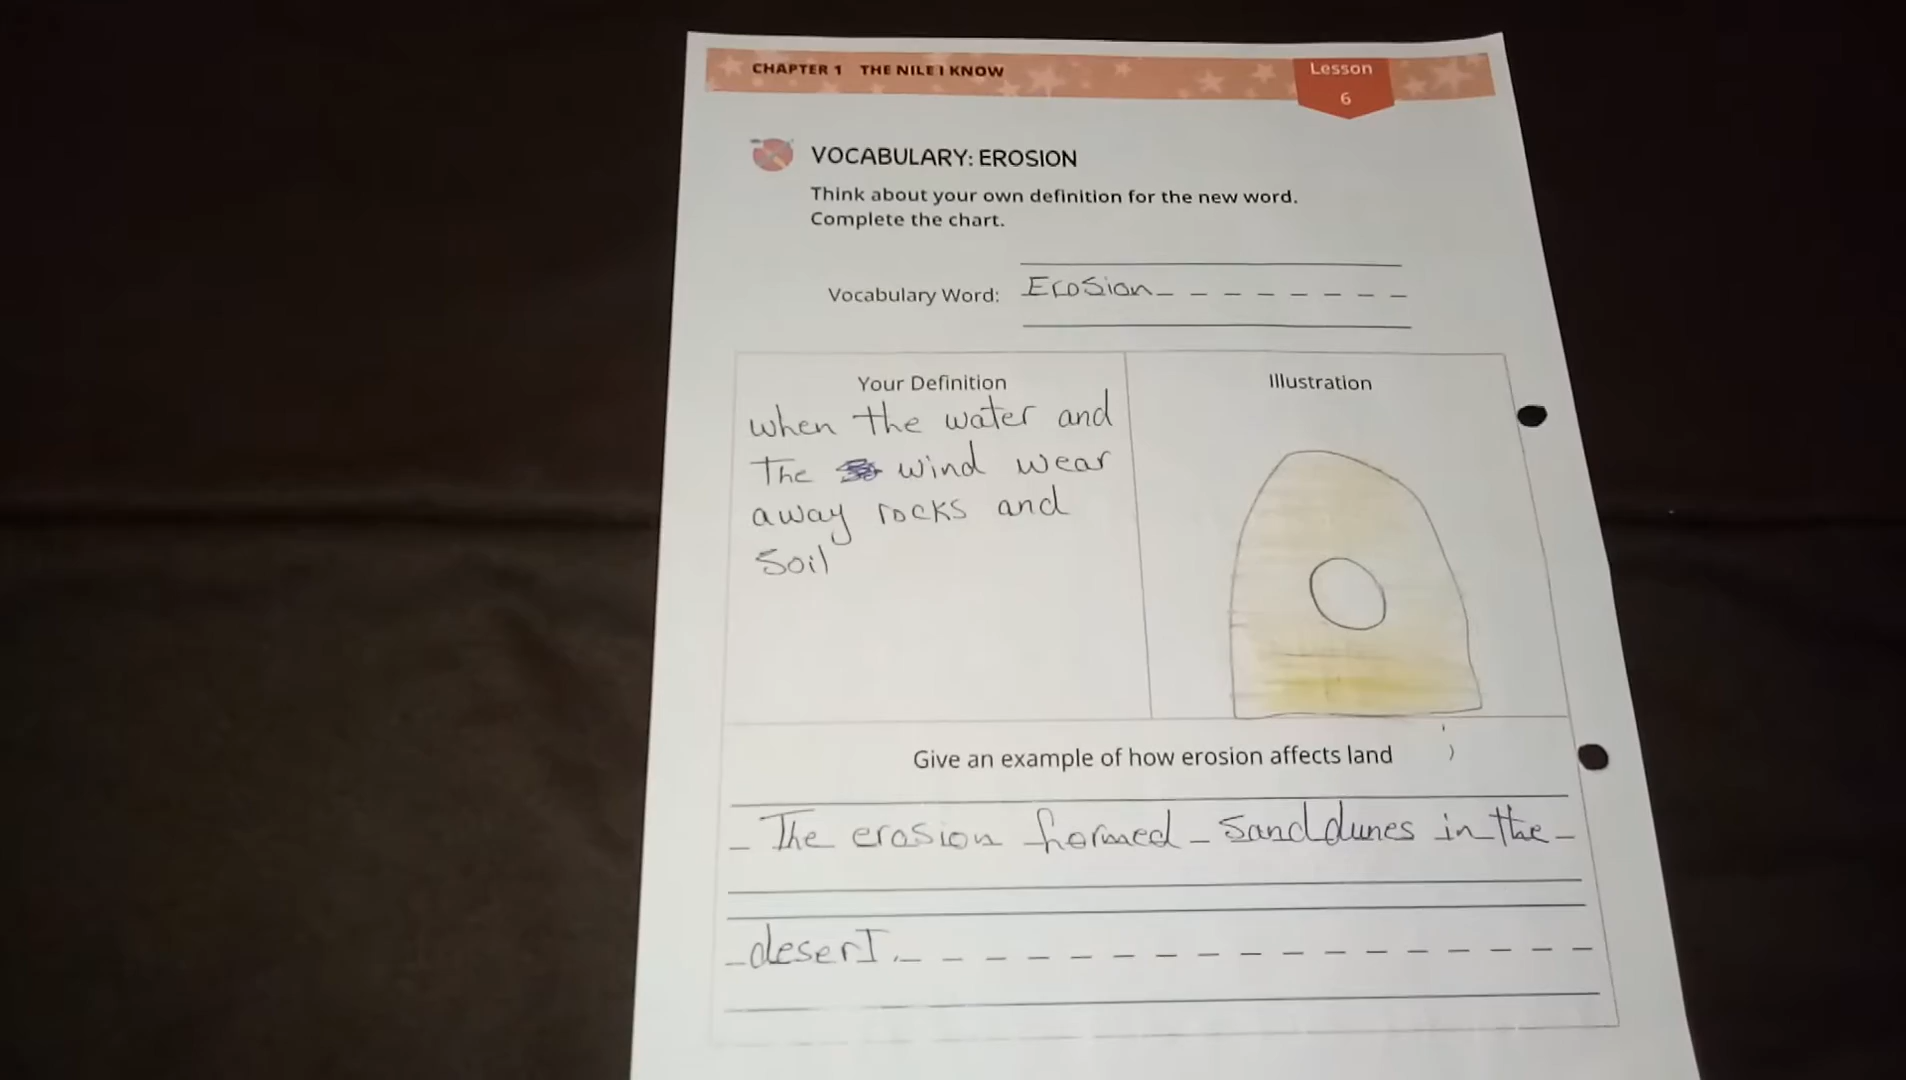 CHAPTER 1 THE NILE I KNOW
Lesson
6
VOCABULARY: EROSION
Think about your own definition for the new word.
Complete the chart.
Vocabulary Word: Erosion
Your Definition
when the water and
The wind wear
away rocks and
Soil
Illustration
Give an example of how erosion affects land
The erosion formed sanddunes in the
desert.